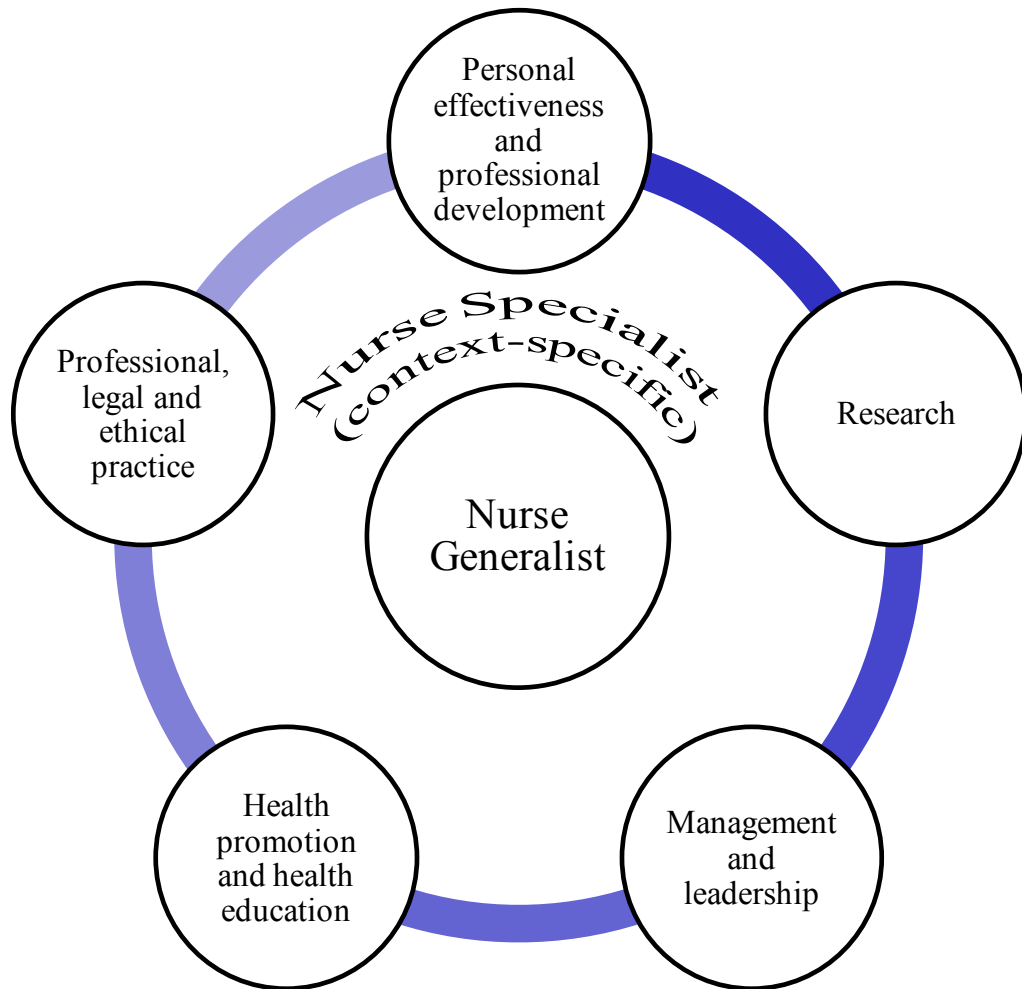 Personal
effectiveness
and
professional
development
Nurse Specialist
(context-specific)
Professional,
legal and
ethical
practice
Research
Nurse
Generalist
Health
promotion
and health
education
Management
and
leadership